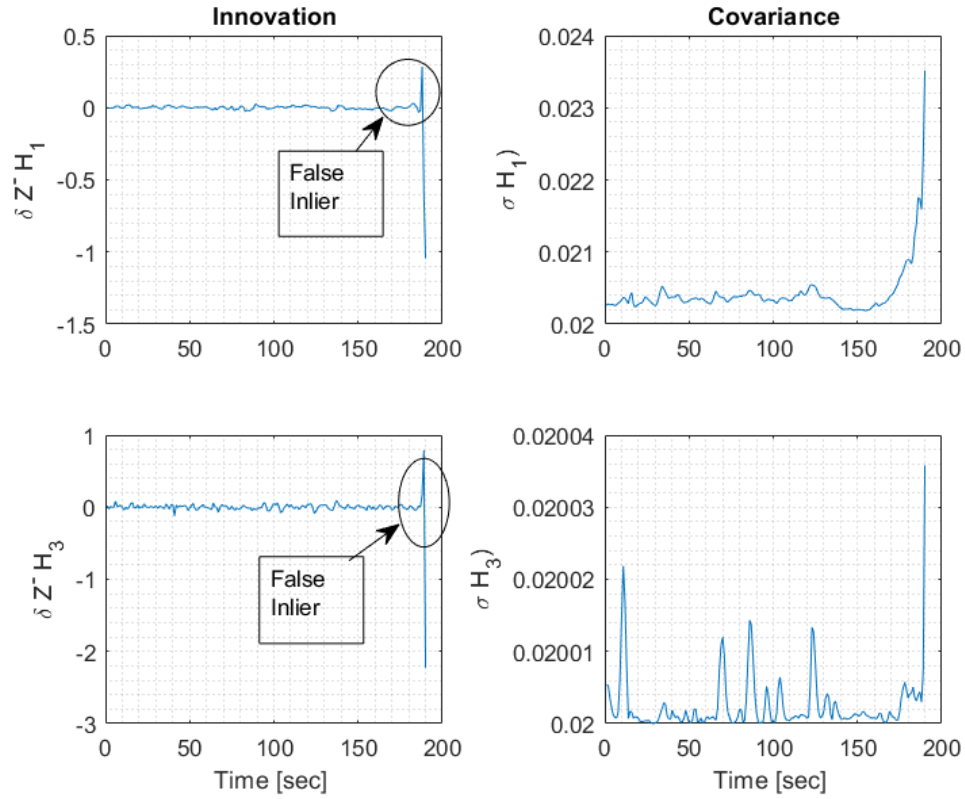 Innovation
0.5
0
-0.5
-1
-1.5
δ Z⁻ H₁
False
Inlier
0 50 100 150 200
Covariance
0.024
0.023
0.022
0.021
0.02
σ H₁)
0 50 100 150 200
1
0
-1
-2
-3
δ Z⁻ H₃
False
Inlier
0 50 100 150 200
Time [sec]
0.02004
0.02003
0.02002
0.02001
0.02
σ H₃)
0 50 100 150 200
Time [sec]